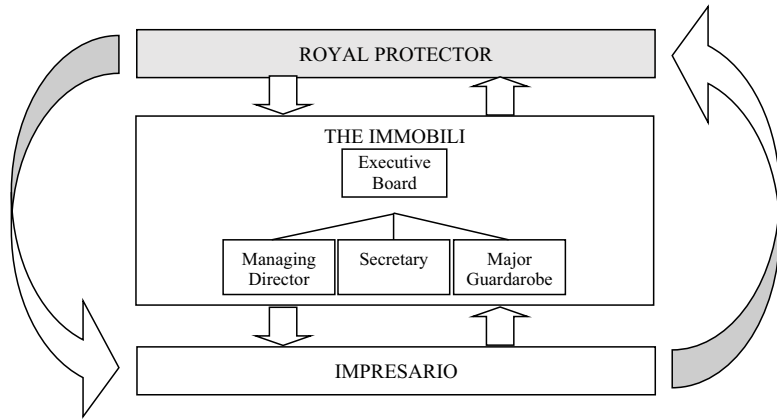 ROYAL PROTECTOR
THE IMMOBILI
Executive
Board
Managing
Director
Secretary
Major
Guardarobe
IMPRESARIO